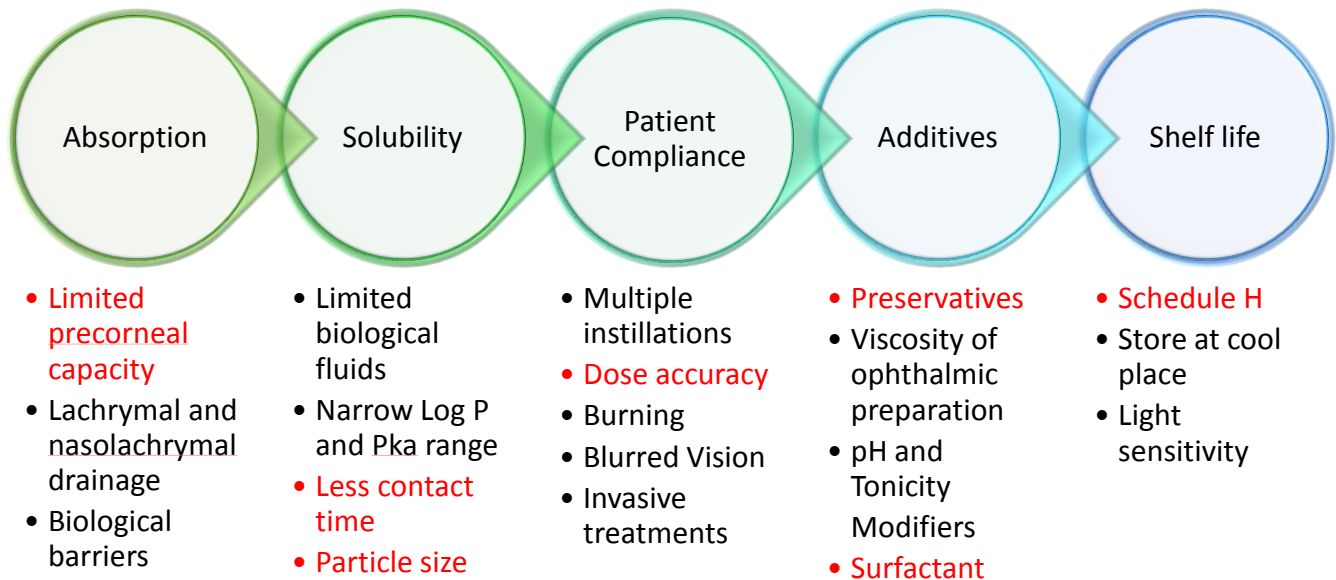 Absorption
Solubility
Patient
Compliance
Additives
Shelf life
• Limited
precorneal
capacity
• Lachrymal and
nasolachrymal
drainage
• Biological
barriers
• Limited
biological
fluids
• Narrow Log P
and Pka range
• Less contact
time
• Particle size
• Multiple
instillations
• Dose accuracy
• Burning
• Blurred Vision
• Invasive
treatments
• Preservatives
• Viscosity of
ophthalmic
preparation
• pH and
Tonicity
Modifiers
• Surfactant
• Schedule H
• Store at cool
place
• Light
sensitivity